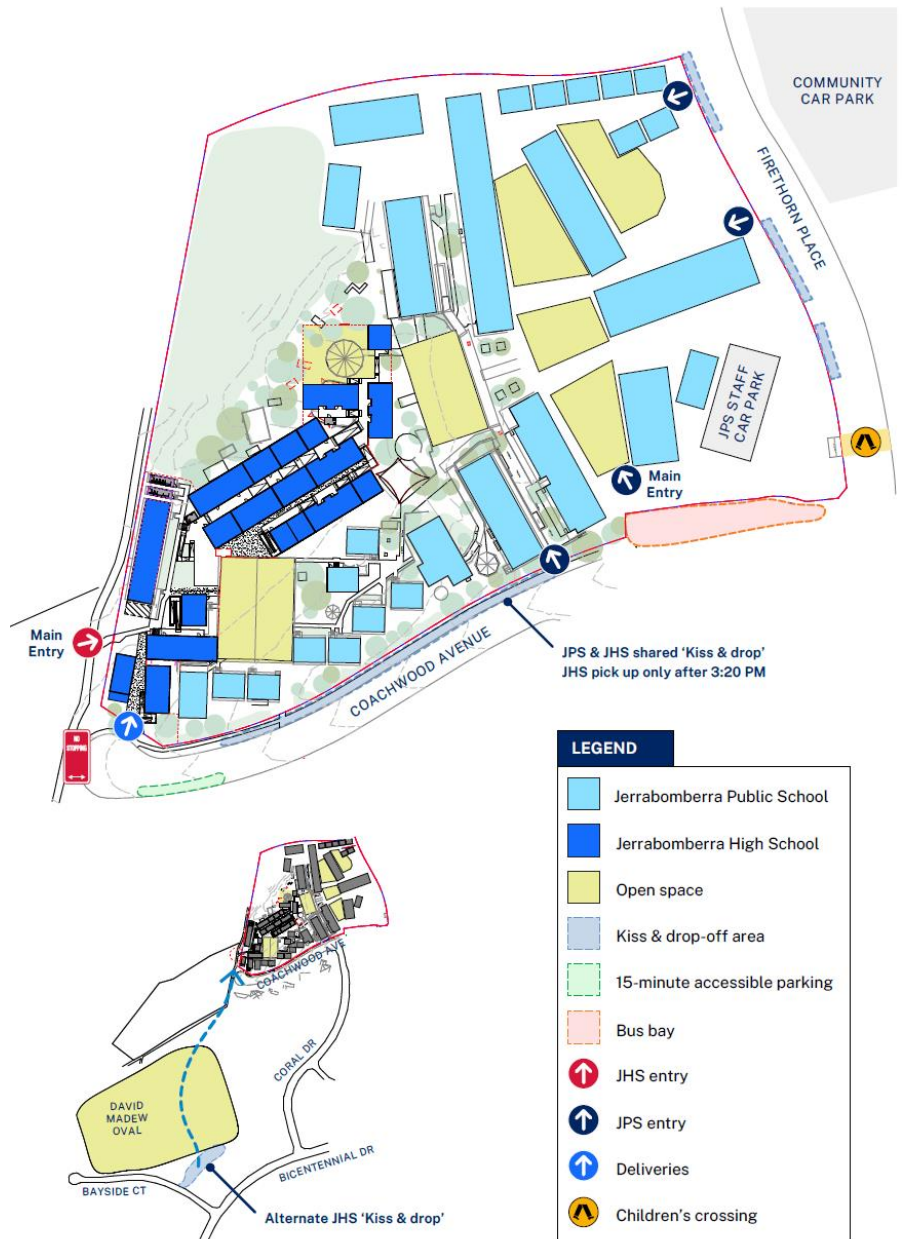 COMMUNITY
CAR PARK
FIRETHORN PLACE
JPS STAFF
CAR PARK
Main
Entry
Main
Entry
JPS & JHS shared ‘Kiss & drop’
JHS pick up only after 3:20 PM
COACHWOOD AVENUE
NO
STOPPING
LEGEND
Jerrabomberra Public School
Jerrabomberra High School
Open space
Kiss & drop-off area
15-minute accessible parking
Bus bay
JHS entry
JPS entry
Deliveries
Children’s crossing
COACHWOOD AVE
CORAL DR
DAVID
MADEW
OVAL
BICENTENNIAL DR
BAYSIDE CT
Alternate JHS ‘Kiss & drop’